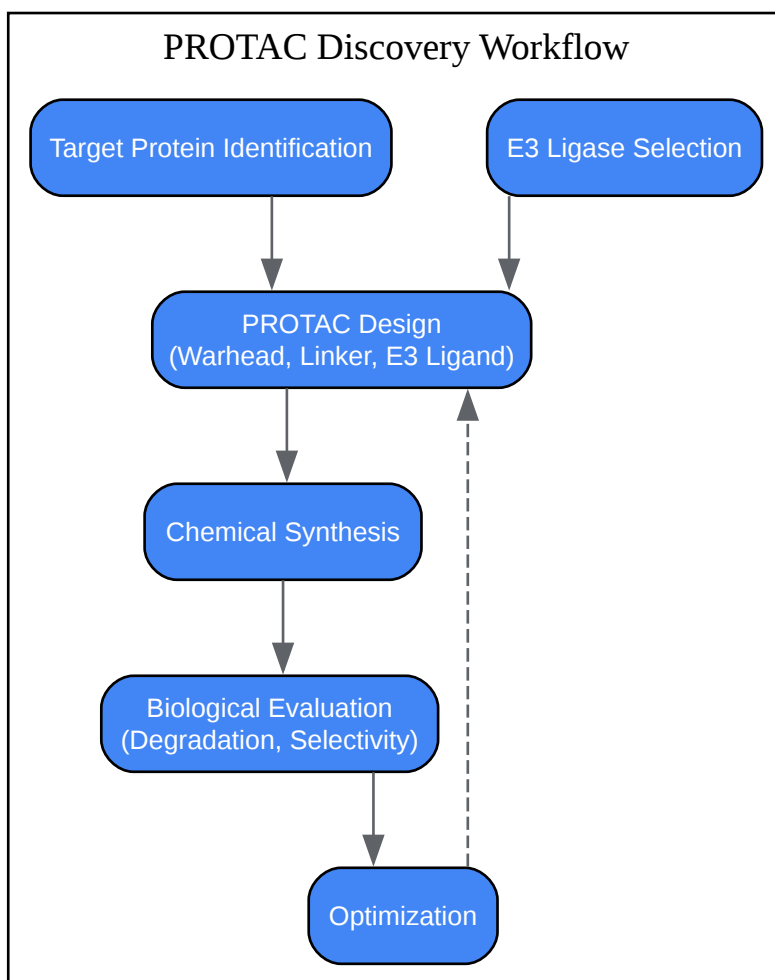 PROTAC Discovery Workflow
Target Protein Identification
E3 Ligase Selection
PROTAC Design
(Warhead, Linker, E3 Ligand)
Chemical Synthesis
Biological Evaluation
(Degradation, Selectivity)
Optimization